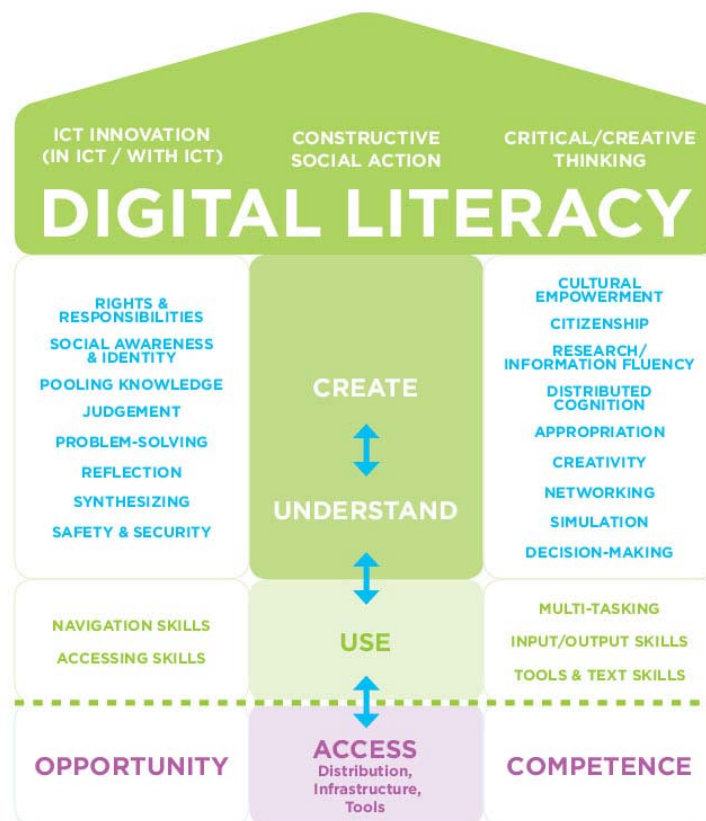 ICT INNOVATION
(IN ICT / WITH ICT)
CONSTRUCTIVE
SOCIAL ACTION
CRITICAL/CREATIVE
THINKING
DIGITAL LITERACY
RIGHTS &
RESPONSIBILITIES
SOCIAL AWARENESS
& IDENTITY
POOLING KNOWLEDGE
JUDGEMENT
PROBLEM-SOLVING
REFLECTION
SYNTHESIZING
SAFETY & SECURITY
CREATE
UNDERSTAND
CULTURAL
EMPOWERMENT
CITIZENSHIP
RESEARCH/
INFORMATION FLUENCY
DISTRIBUTED
COGNITION
APPROPRIATION
CREATIVITY
NETWORKING
SIMULATION
DECISION-MAKING
NAVIGATION SKILLS
ACCESSING SKILLS
USE
MULTI-TASKING
INPUT/OUTPUT SKILLS
TOOLS & TEXT SKILLS
OPPORTUNITY
ACCESS
Distribution,
Infrastructure,
Tools
COMPETENCE